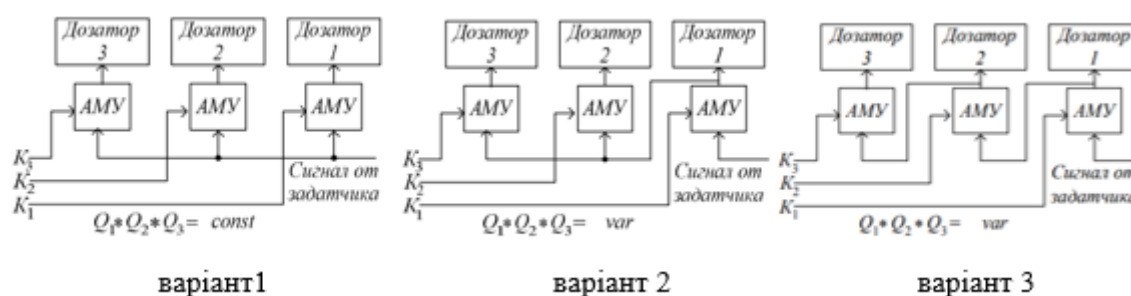 Дозатор
3
Дозатор
2
Дозатор
1
АМУ
АМУ
АМУ
K3
K2
K1
Сигнал от
задатчика
Q1*Q2*Q3= const
варіант1
Дозатор
3
Дозатор
2
Дозатор
1
АМУ
АМУ
АМУ
K3
K2
K1
Сигнал от
задатчика
Q1*Q2*Q3= var
варіант 2
Дозатор
3
Дозатор
2
Дозатор
1
АМУ
АМУ
АМУ
K3
K2
K1
Сигнал от
задатчика
Q1*Q2*Q3= var
варіант 3